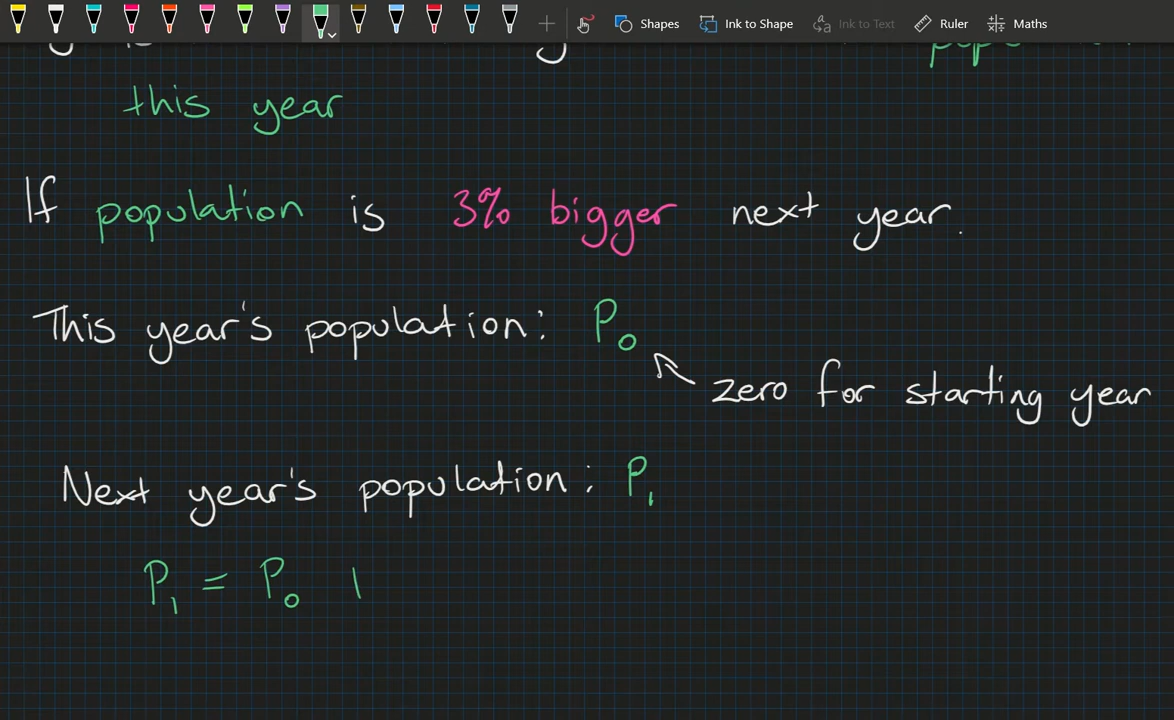 Shapes Ink to Shape Ink to Text Ruler Maths
this year
If population is 3% bigger next year.
This year's population: P₀
zero for starting year
Next year's population: P₁
P₁ = P₀ |